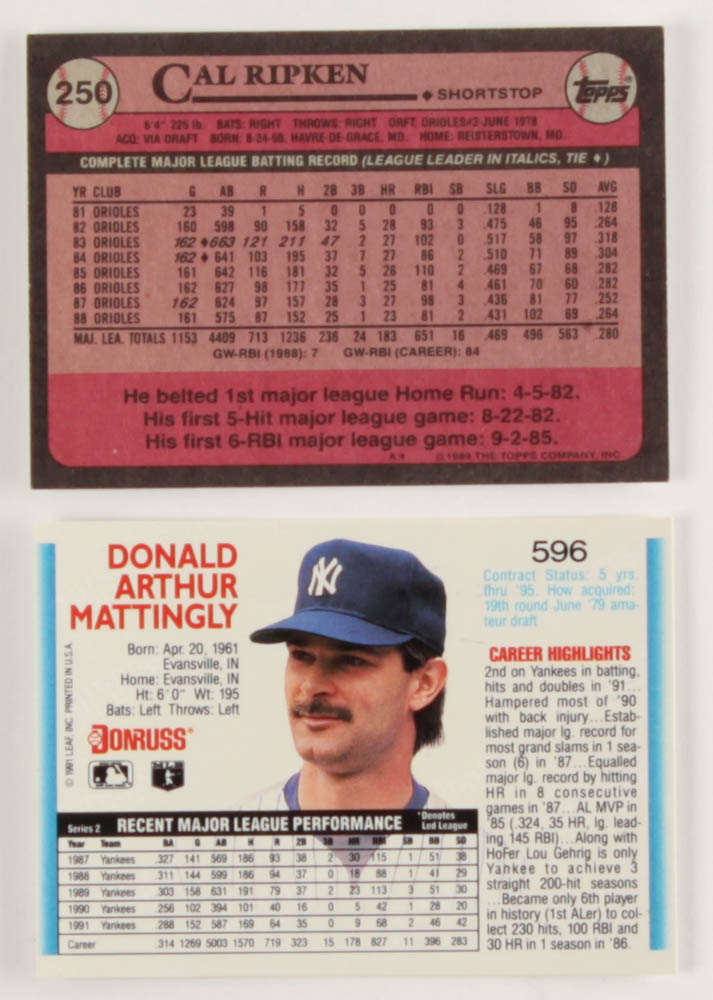 250
CAL RIPKEN
◆ SHORTSTOP
TOPPS®
6'4" 225 lb. BATS: RIGHT THROWS: RIGHT DRFT: ORIOLES #2-JUNE 1978
ACQ: VIA DRAFT BORN: 8-24-60, HAVRE-DE-GRACE, MD. HOME: REISTERSTOWN, MD.
COMPLETE MAJOR LEAGUE BATTING RECORD (LEAGUE LEADER IN ITALICS, TIE ◆)
YR CLUB G AB R H 2B 3B HR RBI SB SLG BB SO AVG
81 ORIOLES 23 39 1 5 0 0 0 0 0 .128 1 8 .128
82 ORIOLES 160 598 90 158 32 5 28 93 3 .475 46 95 .264
83 ORIOLES 162 ◆663 121 211 47 2 27 102 0 .517 58 97 .318
84 ORIOLES 162 ◆641 103 195 37 7 27 86 2 .510 71 89 .304
85 ORIOLES 161 642 116 181 32 5 26 110 2 .469 67 68 .282
86 ORIOLES 162 627 98 177 35 1 25 81 4 .461 70 60 .282
87 ORIOLES 162 624 97 157 28 3 27 98 3 .436 81 77 .252
88 ORIOLES 161 575 87 152 25 1 23 81 2 .431 102 69 .264
MAJ. LEA. TOTALS 1153 4409 713 1236 236 24 183 651 16 .469 496 563 .280
GW-RBI (1988): 7 GW-RBI (CAREER): 84
He belted 1st major league Home Run: 4-5-82.
His first 5-Hit major league game: 8-22-82.
His first 6-RBI major league game: 9-2-85.
A★ © 1989 THE TOPPS COMPANY, INC
DONALD
ARTHUR
MATTINGLY
Born: Apr. 20, 1961
Evansville, IN
Home: Evansville, IN
Ht: 6'0" Wt: 195
Bats: Left Throws: Left
DONRUSS®
© 1991 LEAF, INC. PRINTED IN U.S.A.
NY
596
Contract Status: 5 yrs.
thru '95. How acquired:
19th round June '79 ama-
teur draft
CAREER HIGHLIGHTS
2nd on Yankees in batting,
hits and doubles in '91...
Hampered most of '90
with back injury...Estab-
lished major lg. record for
most grand slams in 1 sea-
son (6) in '87...Equalled
major lg. record by hitting
HR in 8 consecutive
games in '87...AL MVP in
'85 (.324, 35 HR, lg. lead-
ing 145 RBI)...Along with
HoFer Lou Gehrig is only
Yankee to achieve 3
straight 200-hit seasons
...Became only 6th player
in history (1st ALer) to col-
lect 230 hits, 100 RBI and
30 HR in 1 season in '86.
Series 2 RECENT MAJOR LEAGUE PERFORMANCE *Denotes
Led League
Year Team BA G AB H R 2B 3B HR RBI SB BB SO
1987 Yankees .327 141 569 186 93 38 2 30 115 1 51 38
1988 Yankees .311 144 599 186 94 37 0 18 88 1 41 29
1989 Yankees .303 158 631 191 79 37 2 23 113 3 51 30
1990 Yankees .256 102 394 101 40 16 0 5 42 1 28 20
1991 Yankees .288 152 587 169 64 35 0 9 68 2 46 42
Career .314 1269 5003 1570 719 323 15 178 827 11 396 283